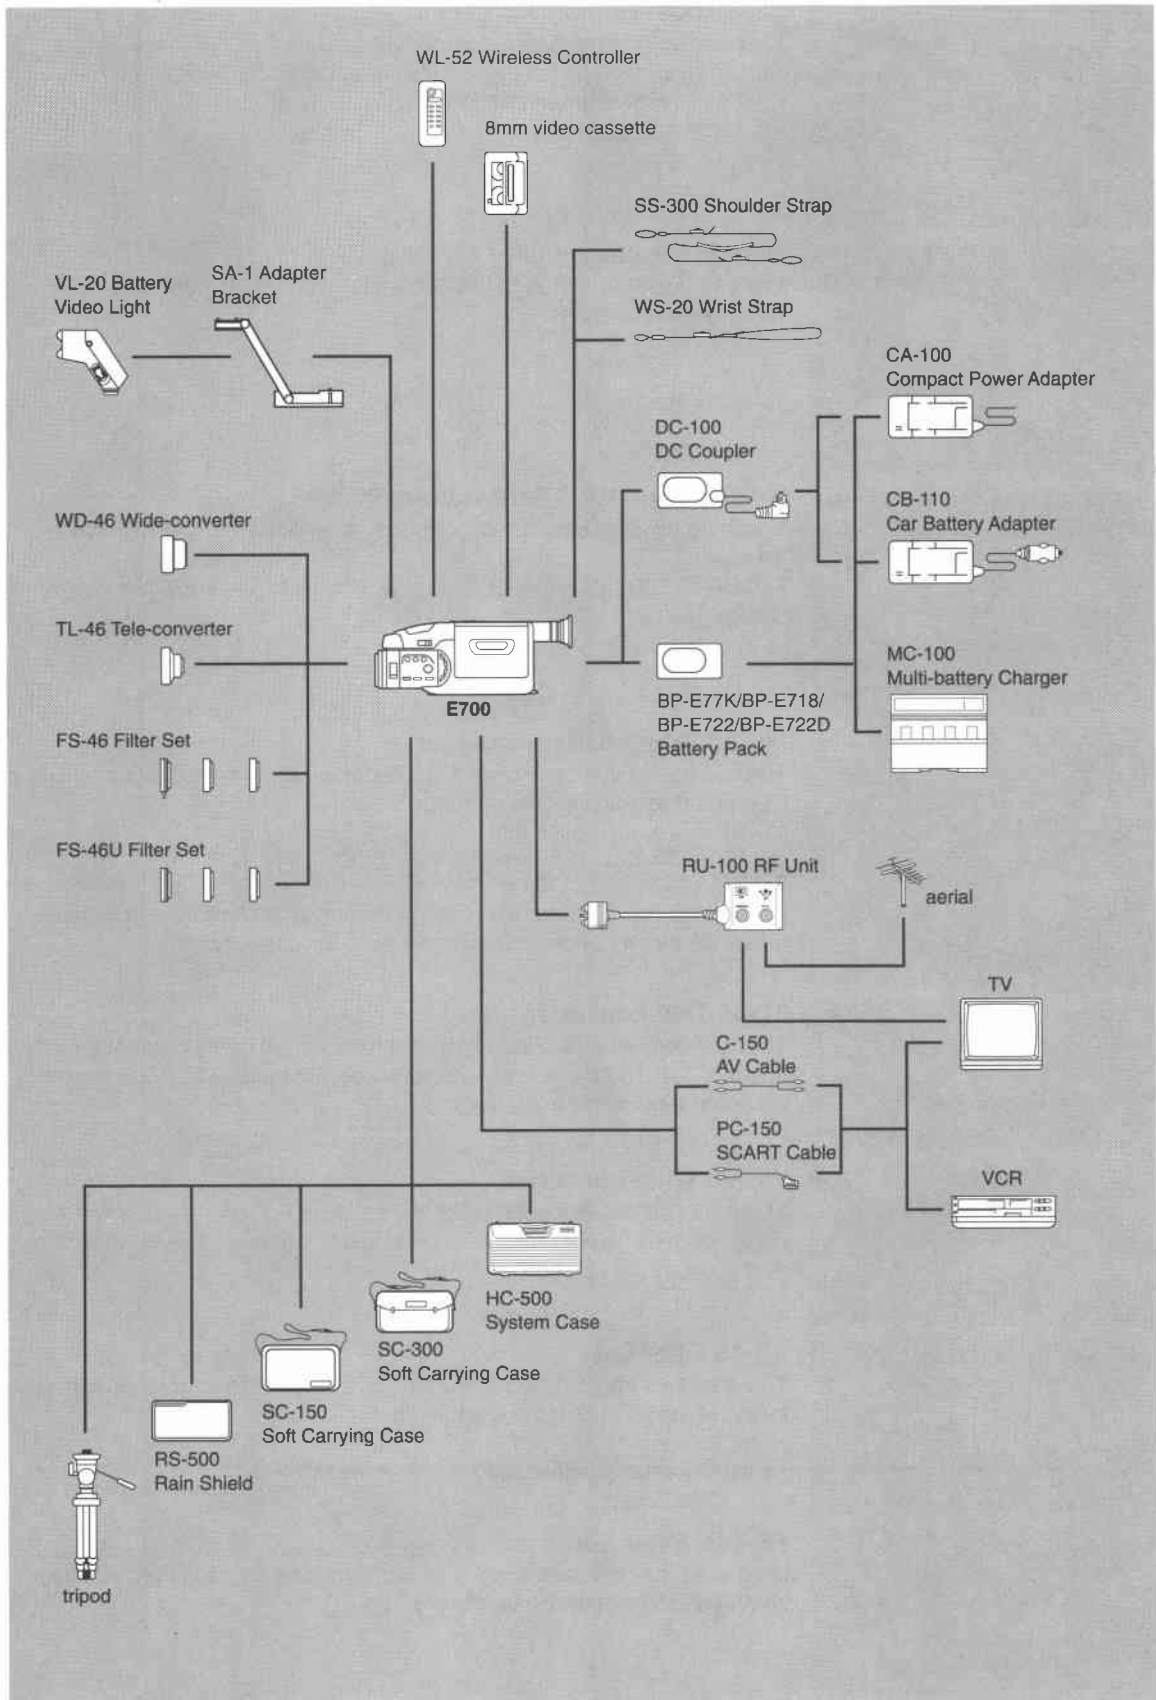 WL-52 Wireless Controller
8mm video cassette
SS-300 Shoulder Strap
VL-20 Battery
Video Light
SA-1 Adapter
Bracket
WS-20 Wrist Strap
CA-100
Compact Power Adapter
DC-100
DC Coupler
CB-110
Car Battery Adapter
WD-46 Wide-converter
TL-46 Tele-converter
E700
BP-E77K/BP-E718/
BP-E722/BP-E722D
Battery Pack
MC-100
Multi-battery Charger
FS-46 Filter Set
FS-46U Filter Set
RU-100 RF Unit
aerial
TV
C-150
AV Cable
PC-150
SCART Cable
VCR
HC-500
System Case
SC-300
Soft Carrying Case
SC-150
Soft Carrying Case
RS-500
Rain Shield
tripod